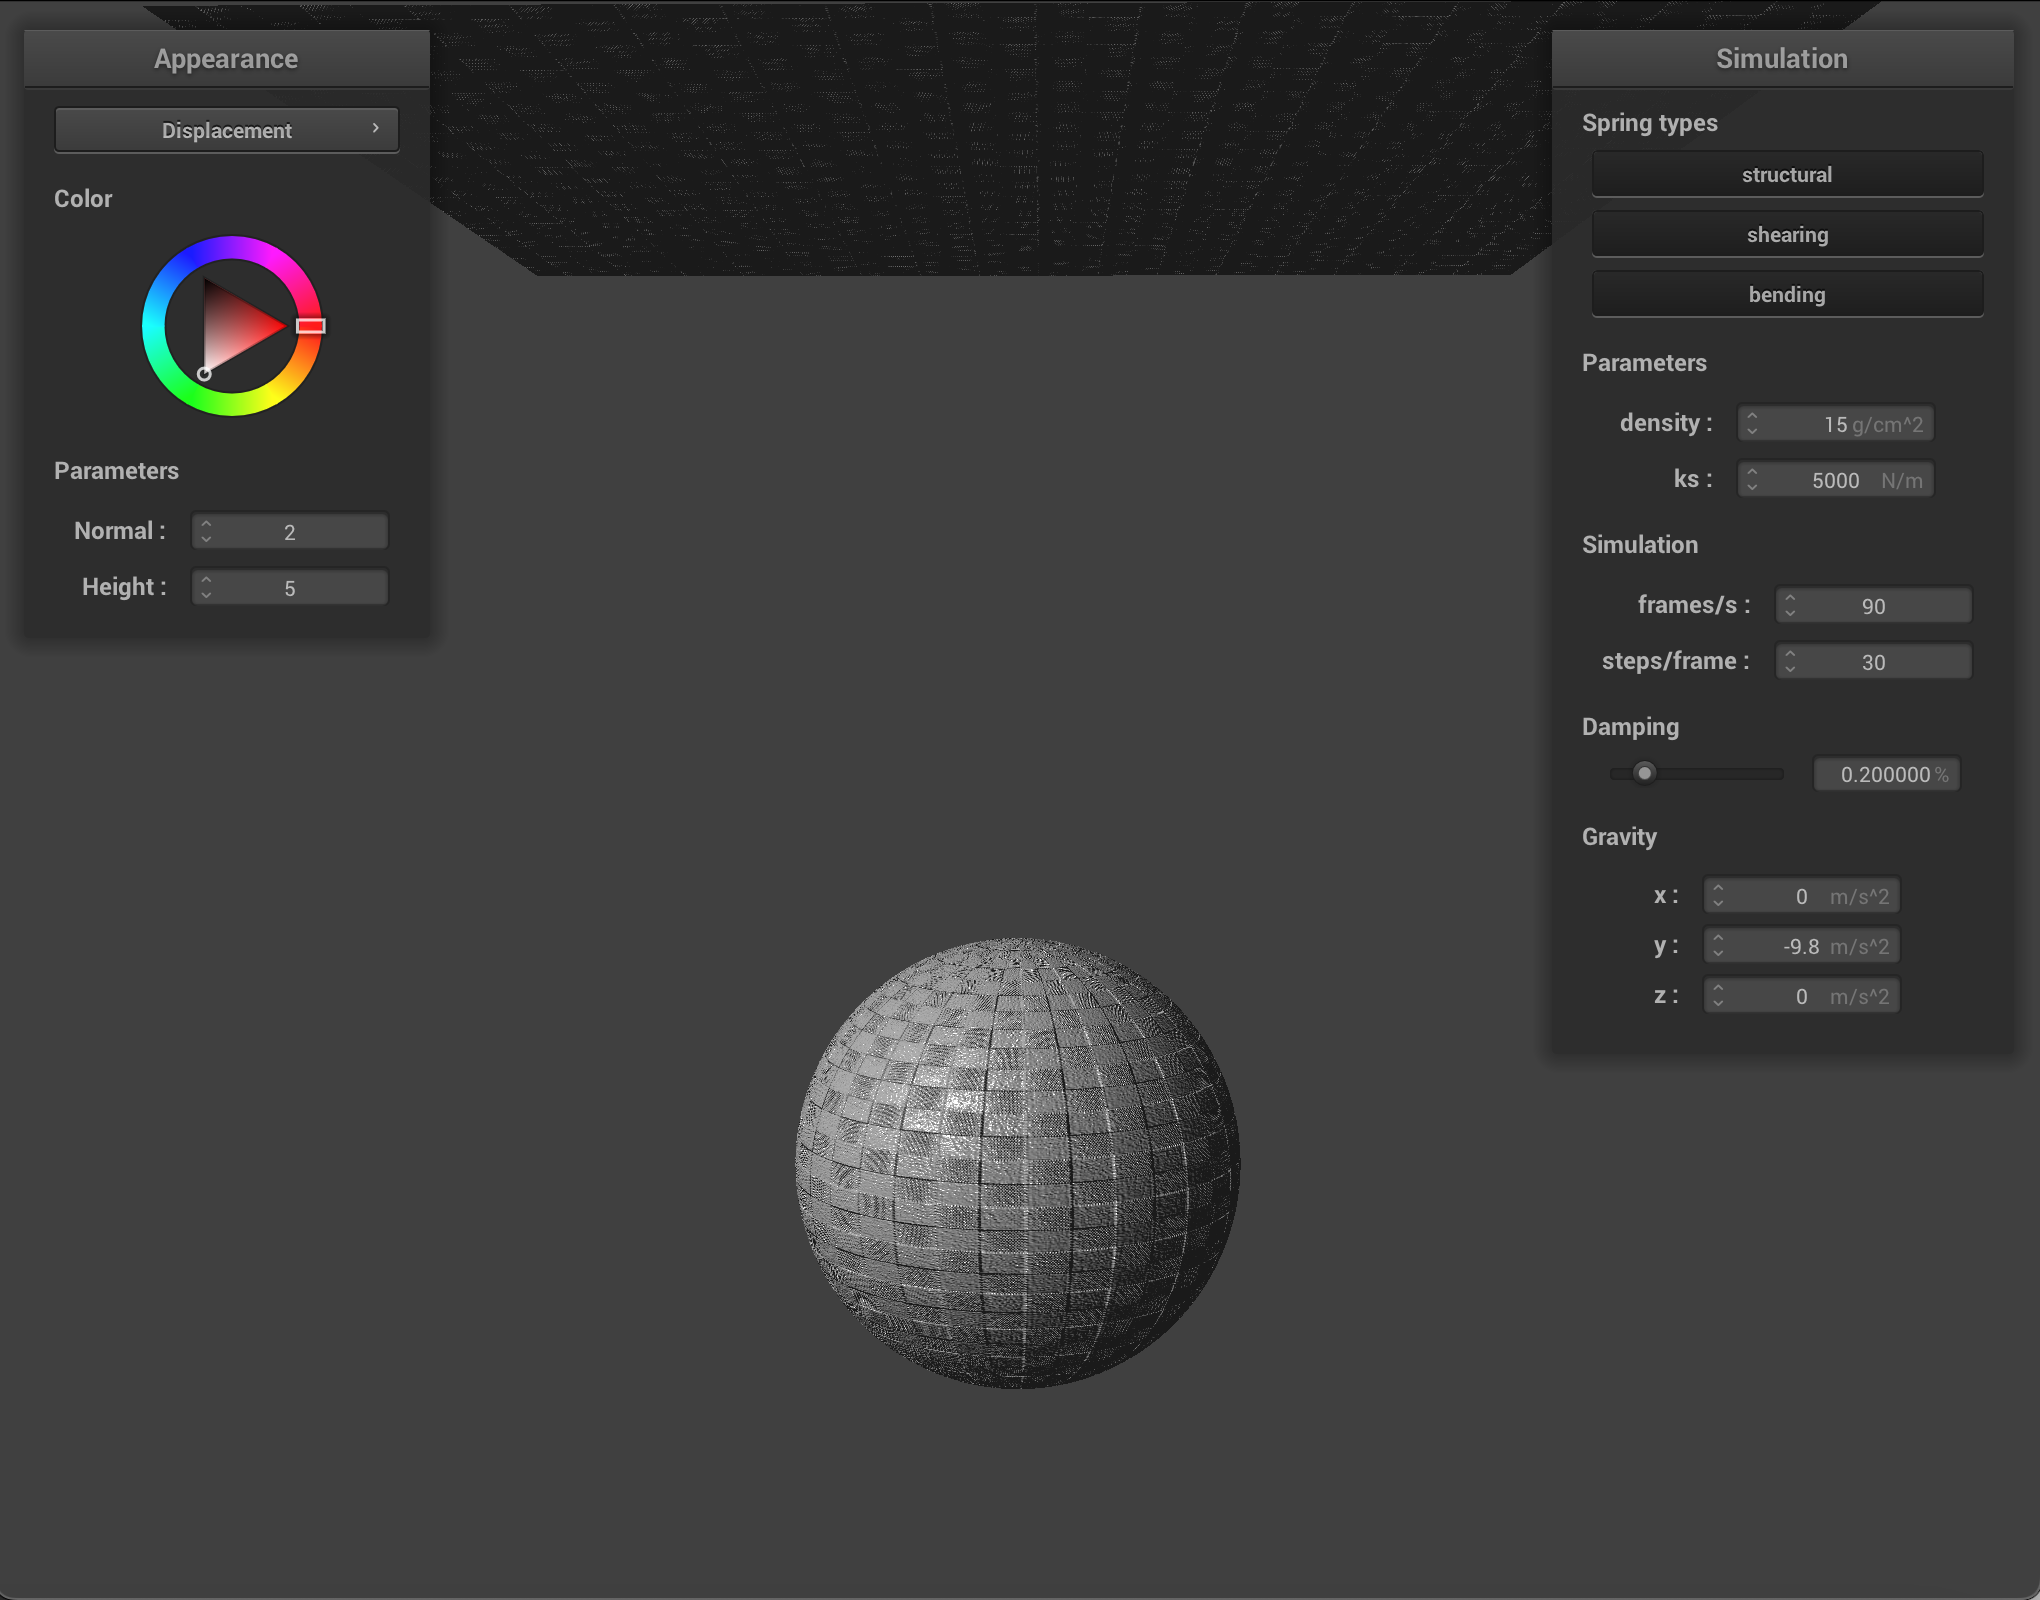 Appearance
Displacement
Color
Parameters
Normal : 2
Height : 5
Simulation
Spring types
structural
shearing
bending
Parameters
density : 15 g/cm^2
ks : 5000 N/m
Simulation
frames/s : 90
steps/frame : 30
Damping
0.200000 %
Gravity
x : 0 m/s^2
y : -9.8 m/s^2
z : 0 m/s^2